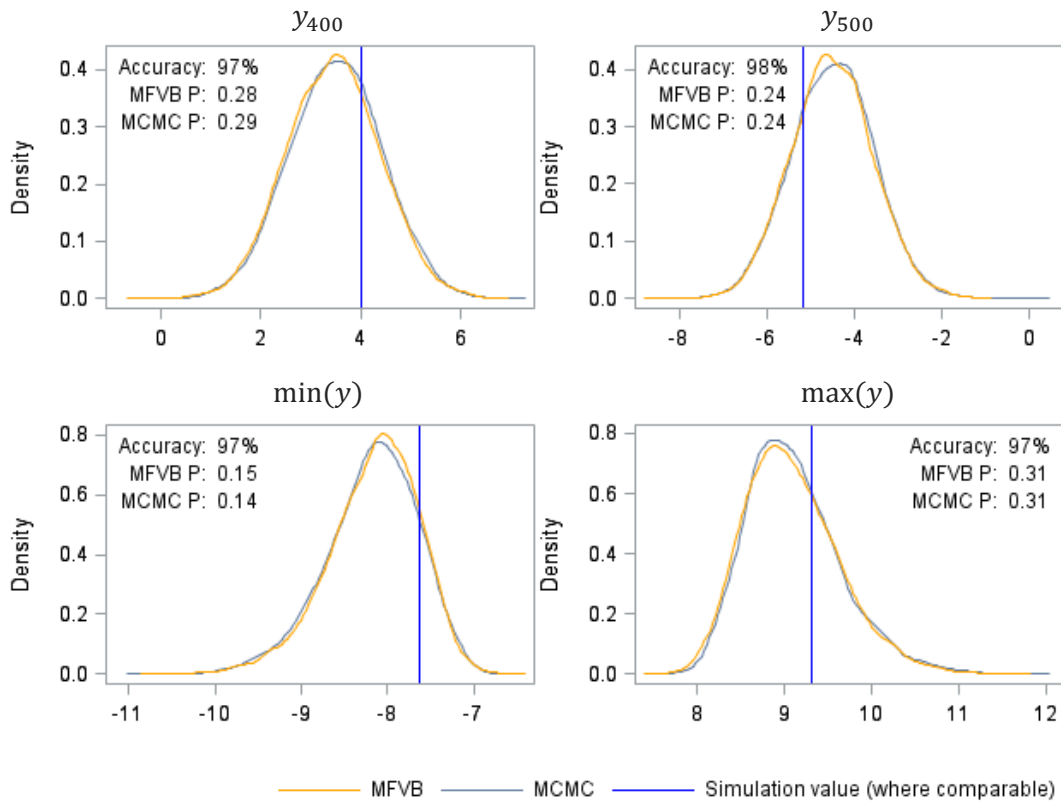 y₄₀₀
Accuracy: 97%
MFVB P: 0.28
MCMC P: 0.29
Density
0.4
0.3
0.2
0.1
0.0
0 2 4 6
y₅₀₀
Accuracy: 98%
MFVB P: 0.24
MCMC P: 0.24
Density
0.4
0.3
0.2
0.1
0.0
-8 -6 -4 -2 0
min(y)
Accuracy: 97%
MFVB P: 0.15
MCMC P: 0.14
Density
0.8
0.6
0.4
0.2
0.0
-11 -10 -9 -8 -7
max(y)
Accuracy: 97%
MFVB P: 0.31
MCMC P: 0.31
Density
0.8
0.6
0.4
0.2
0.0
8 9 10 11 12
MFVB MCMC Simulation value (where comparable)